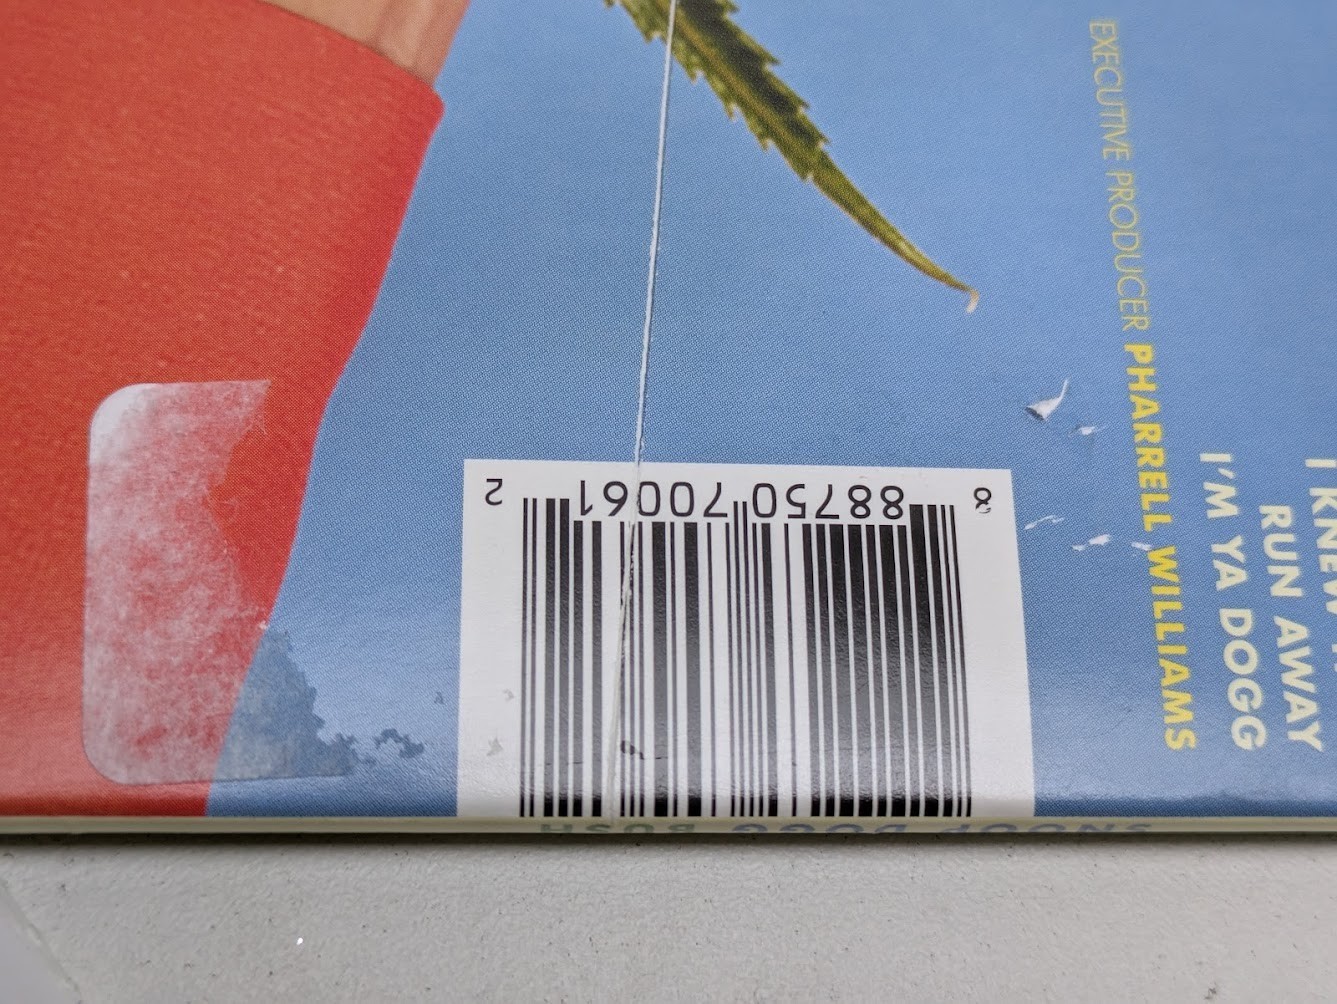 I KNEW
RUN AWAY
I'M YA DOGG
EXECUTIVE PRODUCER PHARRELL WILLIAMS
8 88750 70061 2
SNOOP DOGG BUSH